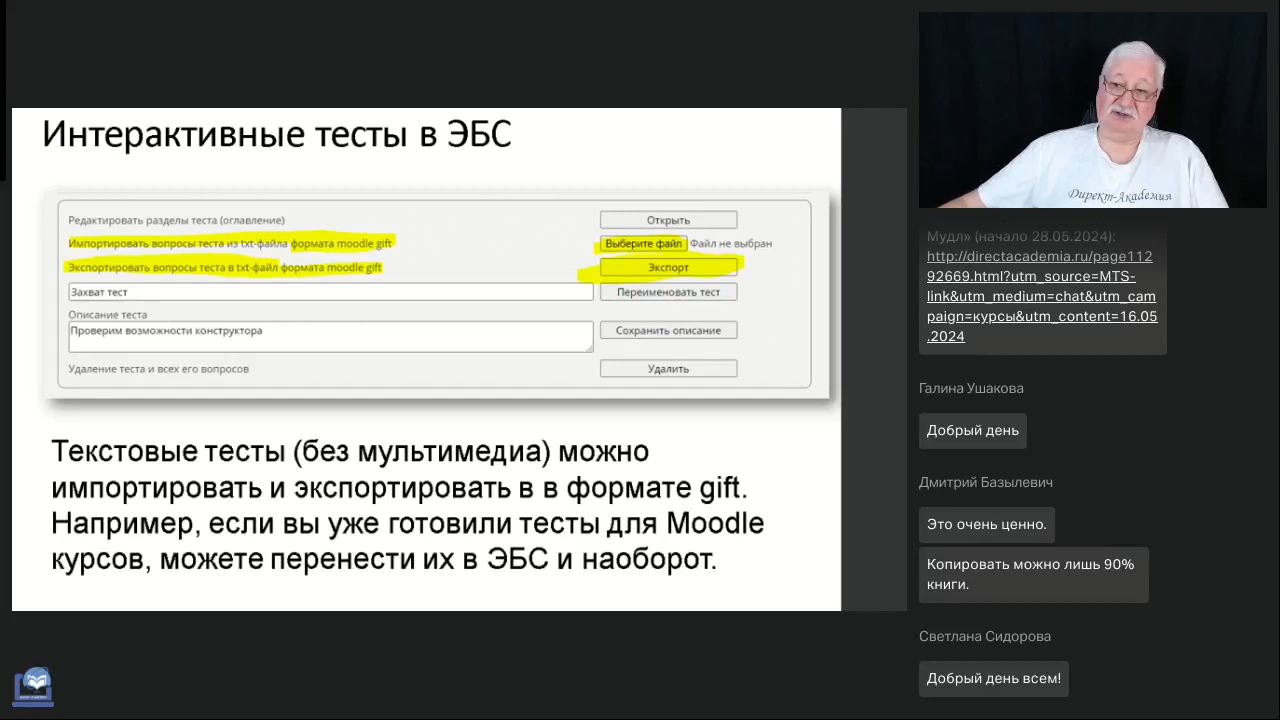 Интерактивные тесты в ЭБС
Редактировать разделы теста (оглавление)
Открыть
Импортировать вопросы теста из txt-файла формата moodle gift
Выберите файл Файл не выбран
Экспортировать вопросы теста в txt-файл формата moodle gift
Экспорт
Захват тест
Переименовать тест
Описание теста
Проверим возможности конструктора
Сохранить описание
Удаление теста и всех его вопросов
Удалить
Текстовые тесты (без мультимедиа) можно
импортировать и экспортировать в в формате gift.
Например, если вы уже готовили тесты для Moodle
курсов, можете перенести их в ЭБС и наоборот.
Директ-Академия
Мудл» (начало 28.05.2024):
http://directacademia.ru/page112
92669.html?utm_source=MTS-
link&utm_medium=chat&utm_cam
paign=курсы&utm_content=16.05
.2024
Галина Ушакова
Добрый день
Дмитрий Базылевич
Это очень ценно.
Копировать можно лишь 90%
книги.
Светлана Сидорова
Добрый день всем!